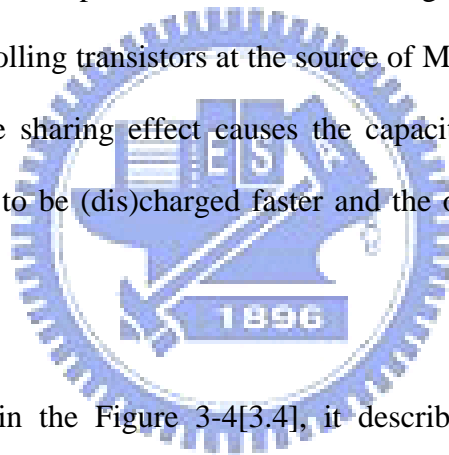 olling transistors at the source of M
sharing effect causes the capacit
to be (dis)charged faster and the
E S A
1896
in the Figure 3-4[3.4], it describ